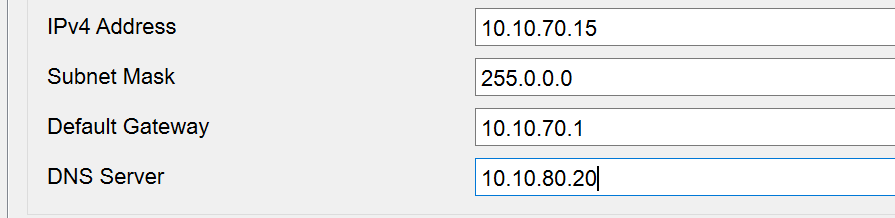 IPv4 Address 10.10.70.15
Subnet Mask 255.0.0.0
Default Gateway 10.10.70.1
DNS Server 10.10.80.20